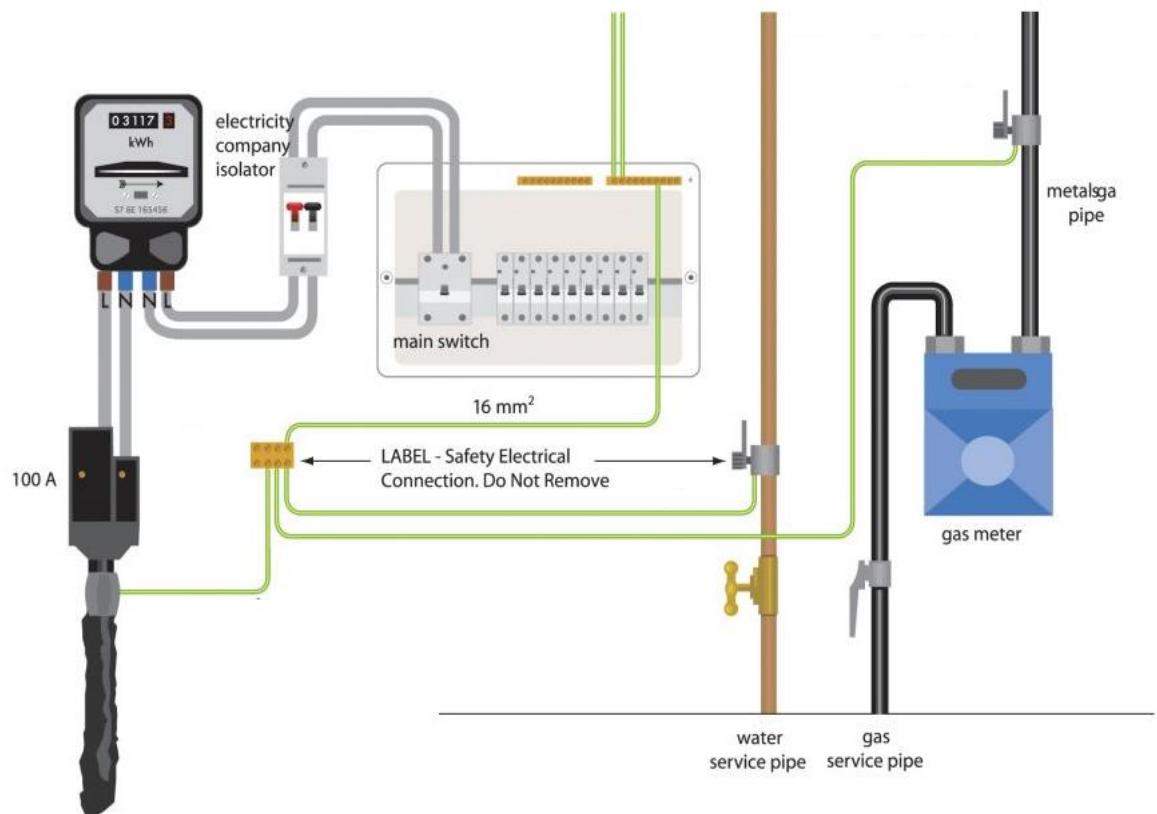 03117 3
kWh
57 6E 165456
L N N L
electricity
company
isolator
main switch
16 mm²
LABEL - Safety Electrical
Connection. Do Not Remove
100 A
metalsga
pipe
gas meter
water
service pipe
gas
service pipe